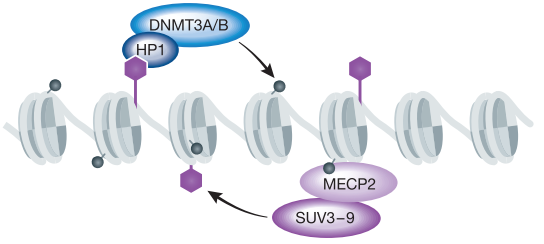 DNMT3A/B
HP1
MECP2
SUV3–9